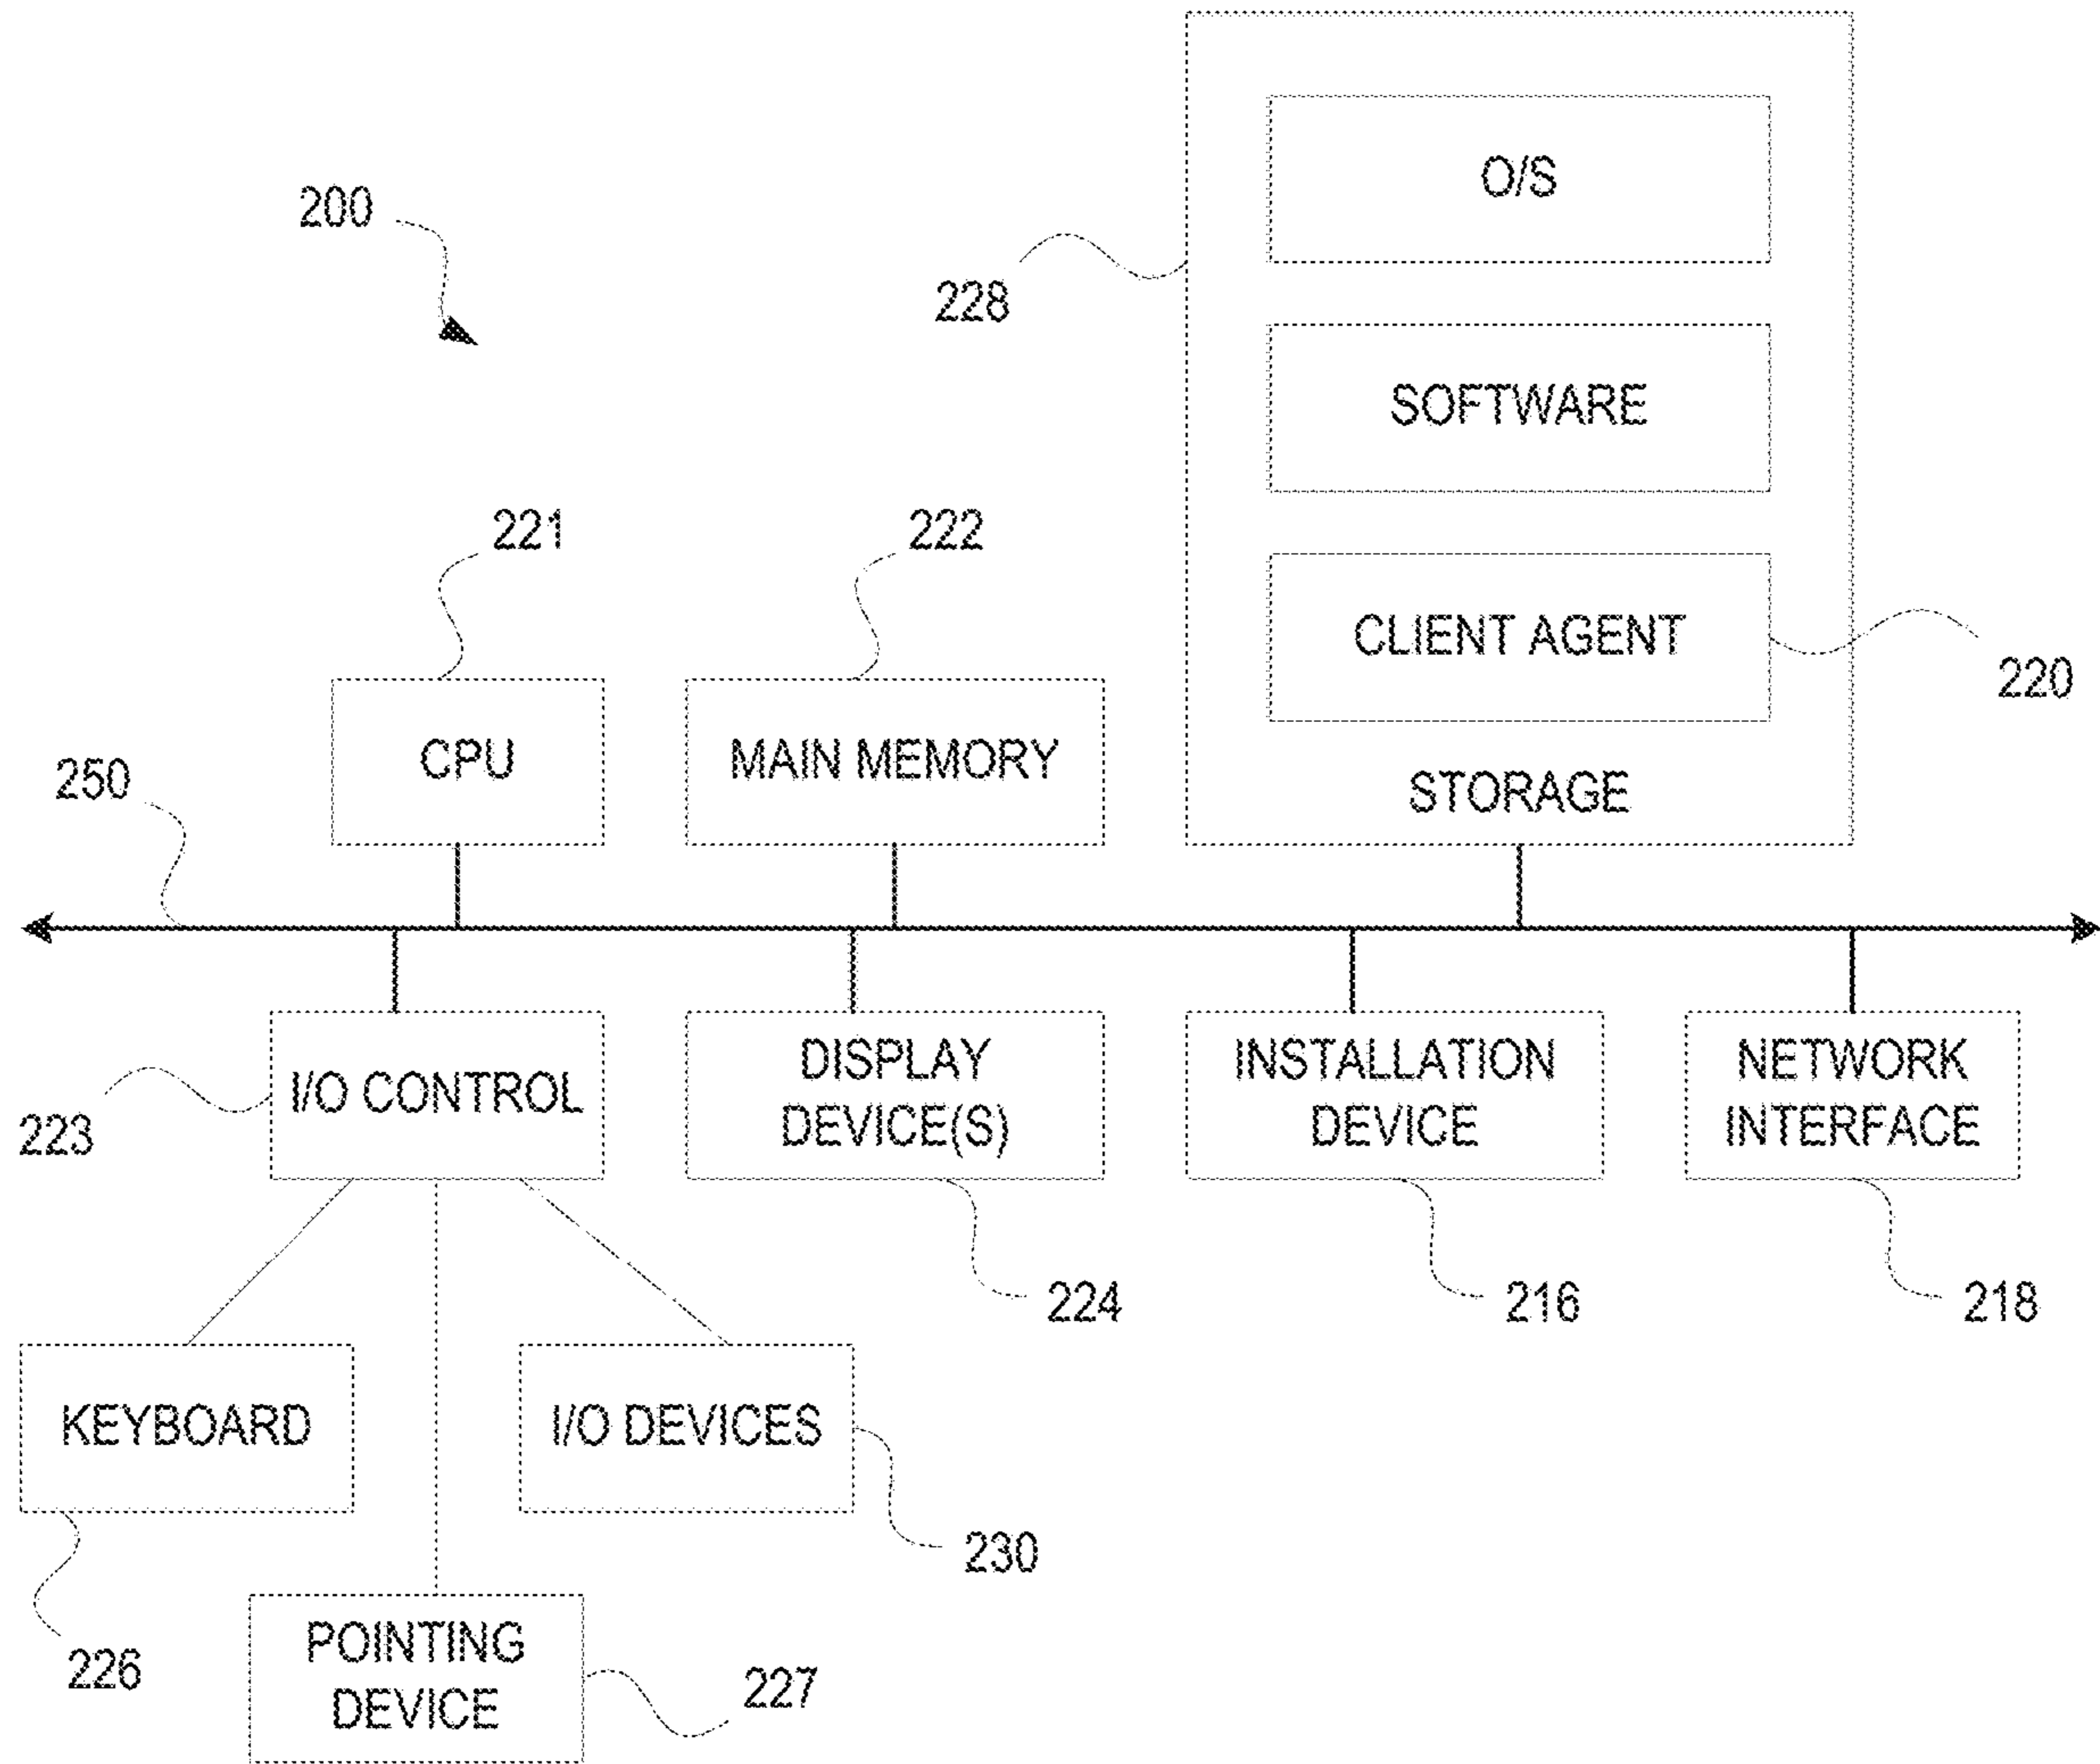 200
228
O/S
SOFTWARE
CLIENT AGENT
220
STORAGE
221
222
CPU
MAIN MEMORY
250
I/O CONTROL
223
DISPLAY
DEVICE(S)
224
INSTALLATION
DEVICE
216
NETWORK
INTERFACE
218
KEYBOARD
226
I/O DEVICES
230
POINTING
DEVICE
227